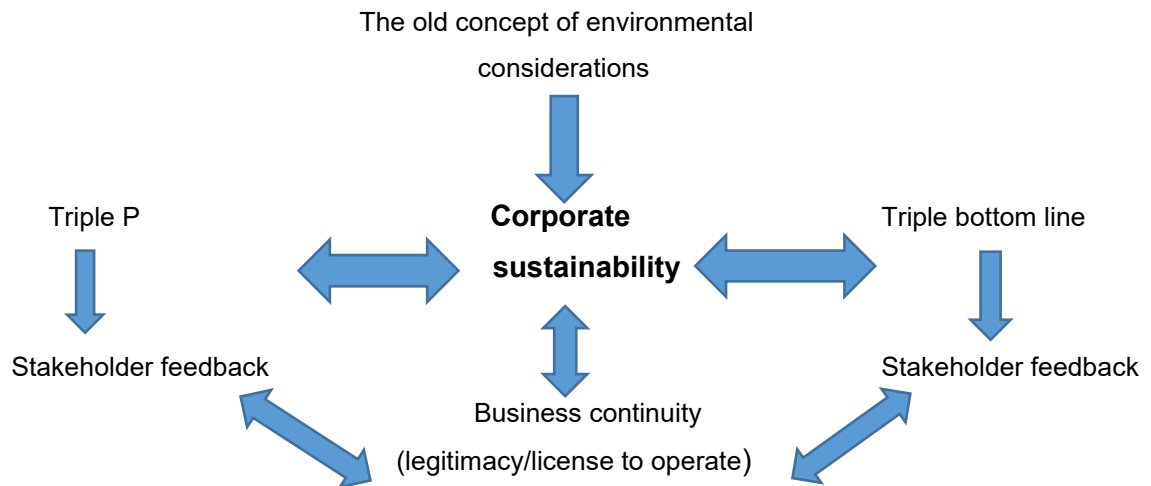 The old concept of environmental
considerations
Triple P
Corporate
sustainability
Triple bottom line
Stakeholder feedback
Stakeholder feedback
Business continuity
(legitimacy/license to operate)